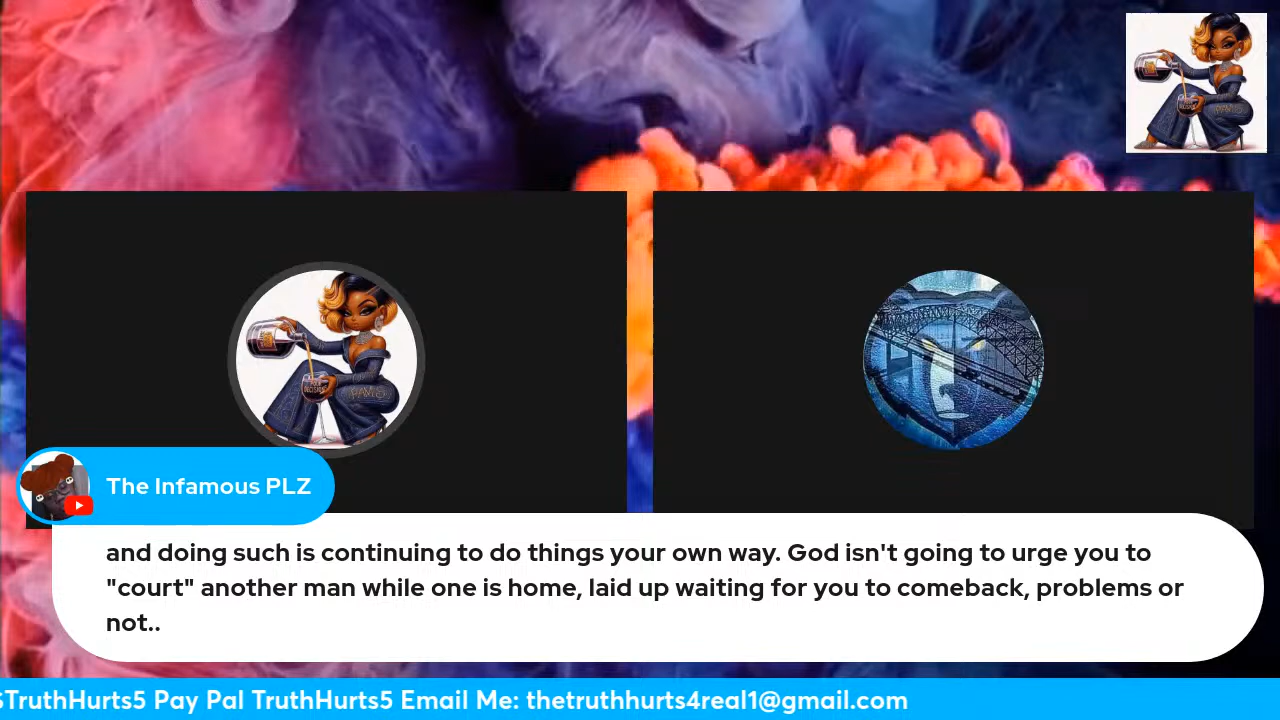 The Infamous PLZ
and doing such is continuing to do things your own way. God isn't going to urge you to
"court" another man while one is home, laid up waiting for you to comeback, problems or
not..
TruthHurts5 Pay Pal TruthHurts5 Email Me: thetruthhurts4real1@gmail.com